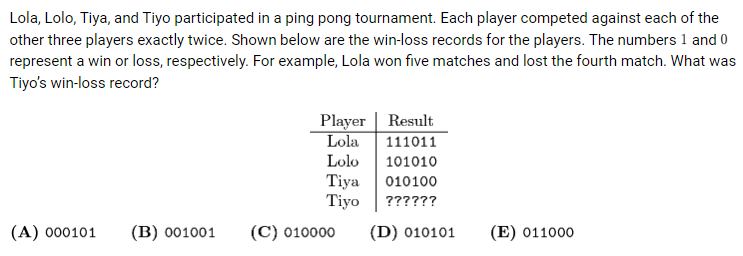 Lola, Lolo, Tiya, and Tiyo participated in a ping pong tournament. Each player competed against each of the
other three players exactly twice. Shown below are the win-loss records for the players. The numbers 1 and 0
represent a win or loss, respectively. For example, Lola won five matches and lost the fourth match. What was
Tiyo's win-loss record?
Player Result
Lola 111011
Lolo 101010
Tiya 010100
Tiyo ??????
(A) 000101 (B) 001001 (C) 010000 (D) 010101 (E) 011000